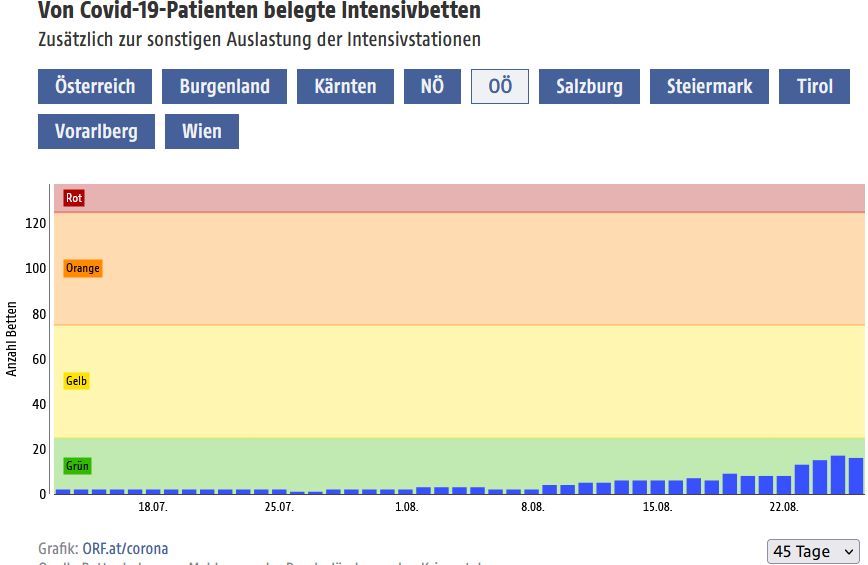 Von Covid-19-Patienten belegte Intensivbetten
Zusätzlich zur sonstigen Auslastung der Intensivstationen
Österreich Burgenland Kärnten NÖ OÖ Salzburg Steiermark Tirol
Vorarlberg Wien
Rot
120
Orange
100
80
Anzahl Betten
60
Gelb
40
20
Grün
0
18.07. 25.07. 1.08. 8.08. 15.08. 22.08.
Grafik: ORF.at/corona
45 Tage